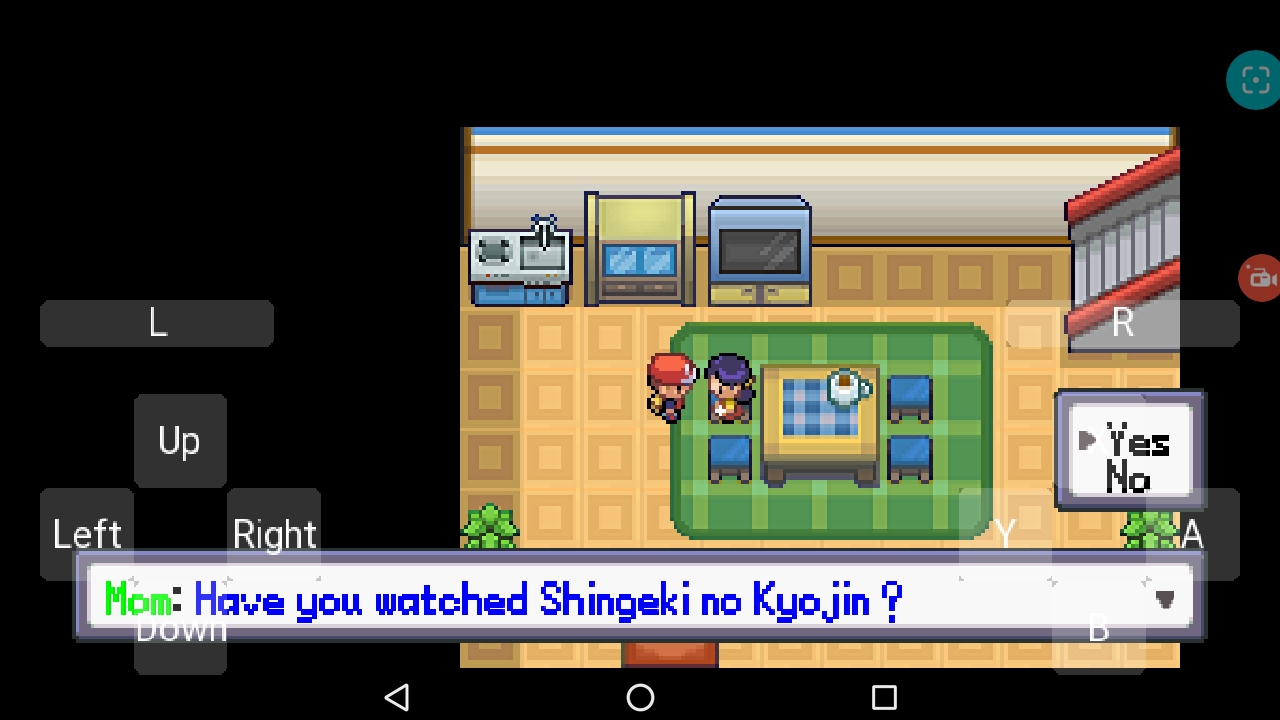 L
R
Up
Yes
No
Left
Right
Y
A
Mom: Have you watched Shingeki no Kyojin ?
Down
B